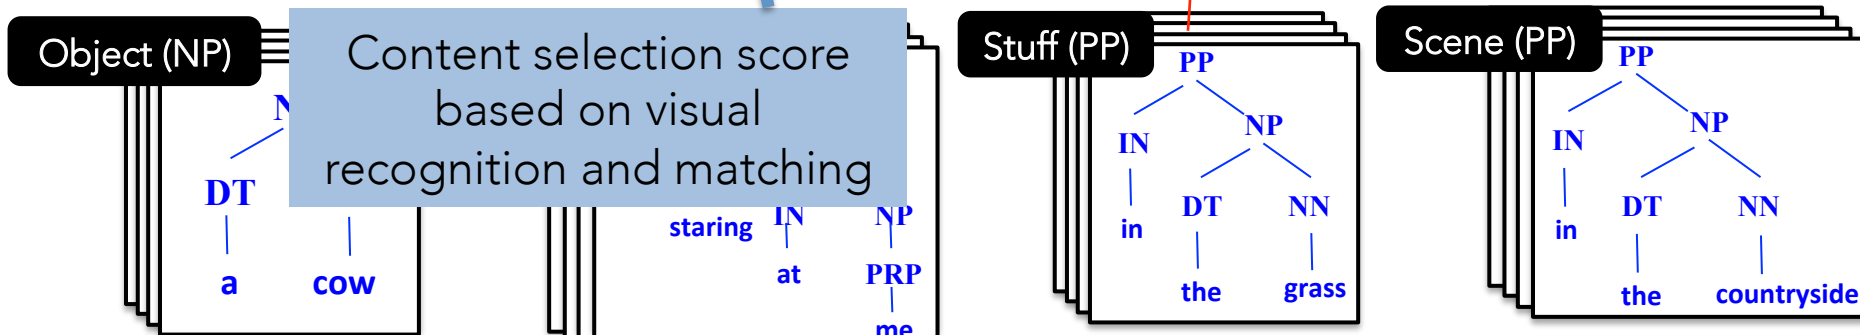 Object (NP)
N
DT
a
cow
Content selection score
based on visual
recognition and matching
staring
IN
NP
at
PRP
me
Stuff (PP)
PP
IN
NP
in
DT
NN
the
grass
Scene (PP)
PP
IN
NP
in
DT
NN
the
countryside